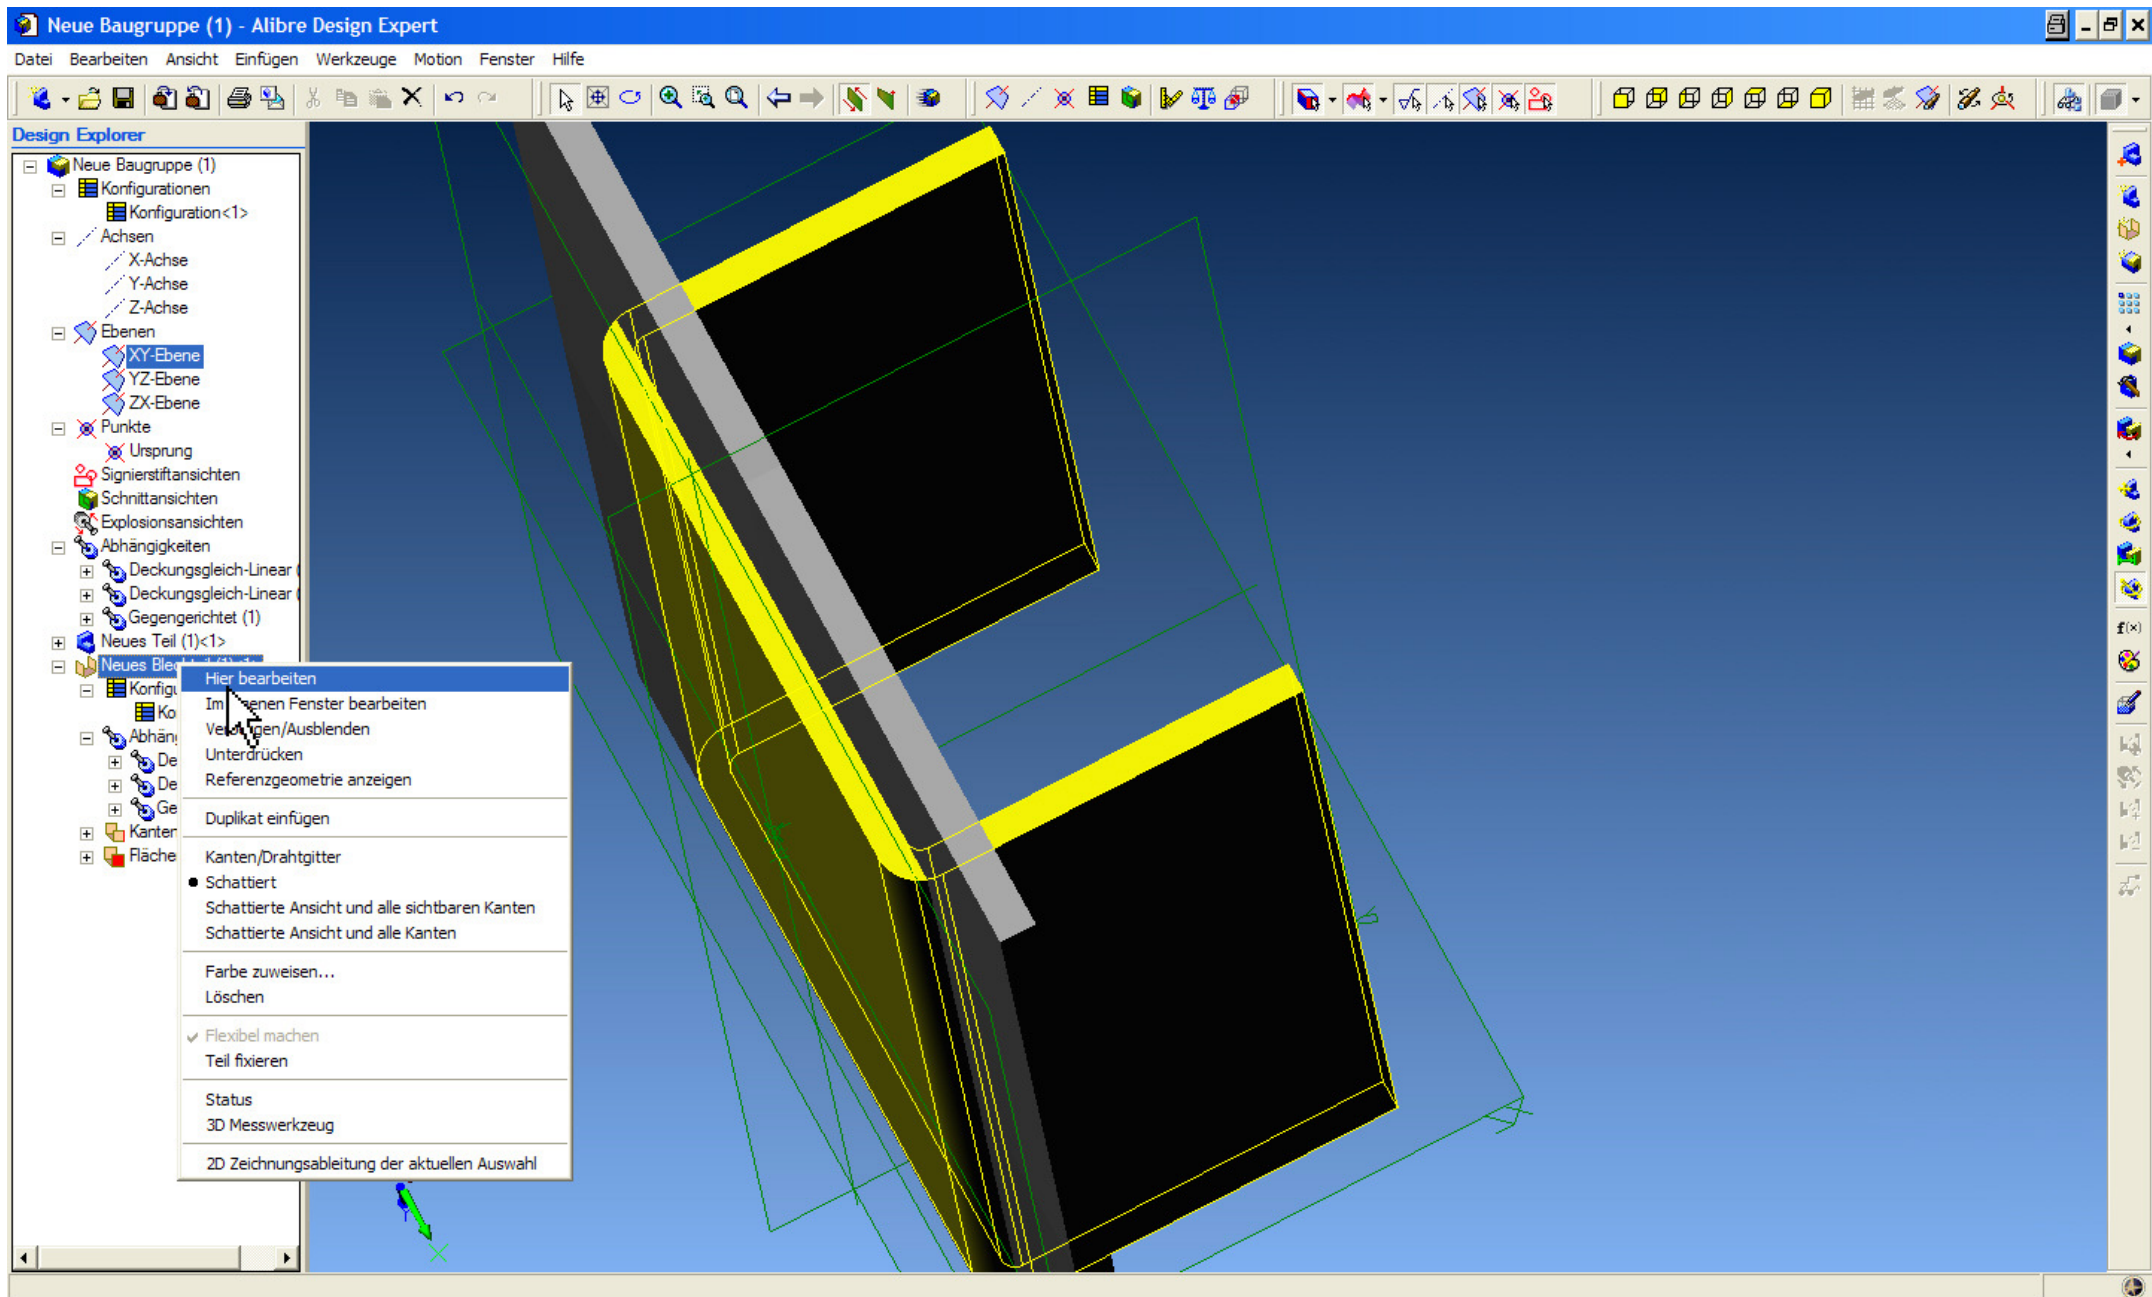 Neue Baugruppe (1) - Alibre Design Expert
Datei Bearbeiten Ansicht Einfügen Werkzeuge Motion Fenster Hilfe
Design Explorer
Neue Baugruppe (1)
Konfigurationen
Konfiguration<1>
Achsen
X-Achse
Y-Achse
Z-Achse
Ebenen
XY-Ebene
YZ-Ebene
ZX-Ebene
Punkte
Ursprung
Signierstiftansichten
Schnittansichten
Explosionsansichten
Abhängigkeiten
Deckungsgleich-Linear (
Deckungsgleich-Linear (
Gegengerichtet (1)
Neues Teil (1)<1>
Neues
Konfigu
Ko
Abhän
De
De
Ge
Kanten
Fläche
Hier bearbeiten
Fenster bearbeiten
Unterdrücken
Referenzgeometrie anzeigen
Duplikat einfügen
Kanten/Drahtgitter
Schattiert
Schattierte Ansicht und alle sichtbaren Kanten
Schattierte Ansicht und alle Kanten
Farbe zuweisen...
Löschen
Flexibel machen
Teil fixieren
Status
3D Messwerkzeug
2D Zeichnungsableitung der aktuellen Auswahl
f(x)
X